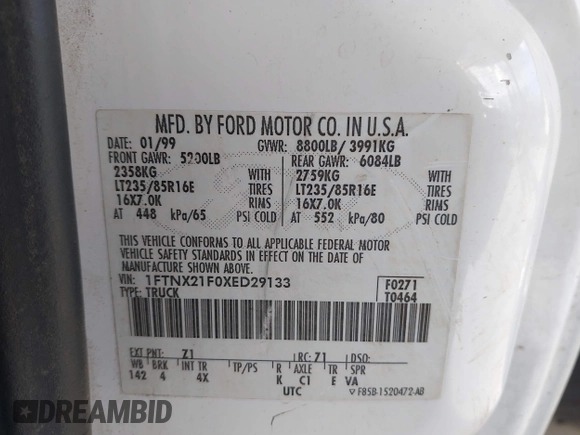 MFD. BY FORD MOTOR CO. IN U.S.A.
DATE: 01/99 GVWR: 8800LB/ 3991KG
FRONT GAWR: 5200LB REAR GAWR: 6084LB
2358KG WITH 2759KG WITH
LT235/85R16E TIRES LT235/85R16E TIRES
16X7.0K RIMS 16X7.0K RIMS
AT 448 kPa/65 PSI COLD AT 552 kPa/80 PSI COLD
THIS VEHICLE CONFORMS TO ALL APPLICABLE FEDERAL MOTOR
VEHICLE SAFETY STANDARDS IN EFFECT ON THE DATE OF
MANUFACTURE SHOWN ABOVE.
VIN: 1FTNX21F0XED29133 F0271
TYPE: TRUCK T0464
EXT PNT: Z1 RC: 71 DSO:
WB BRK INT TR TP/PS R AXLE TR SPR
142 4 4X K C1 E VA
UTC ▽ F85B-1520472-AB
DREAMBID